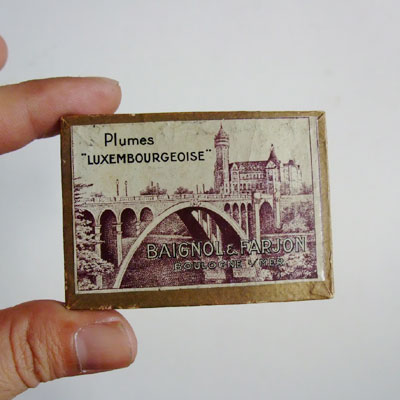 Plumes
"LUXEMBOURGEOISE"
BAIGNOL & FARJON
BOULOGNE S/MER